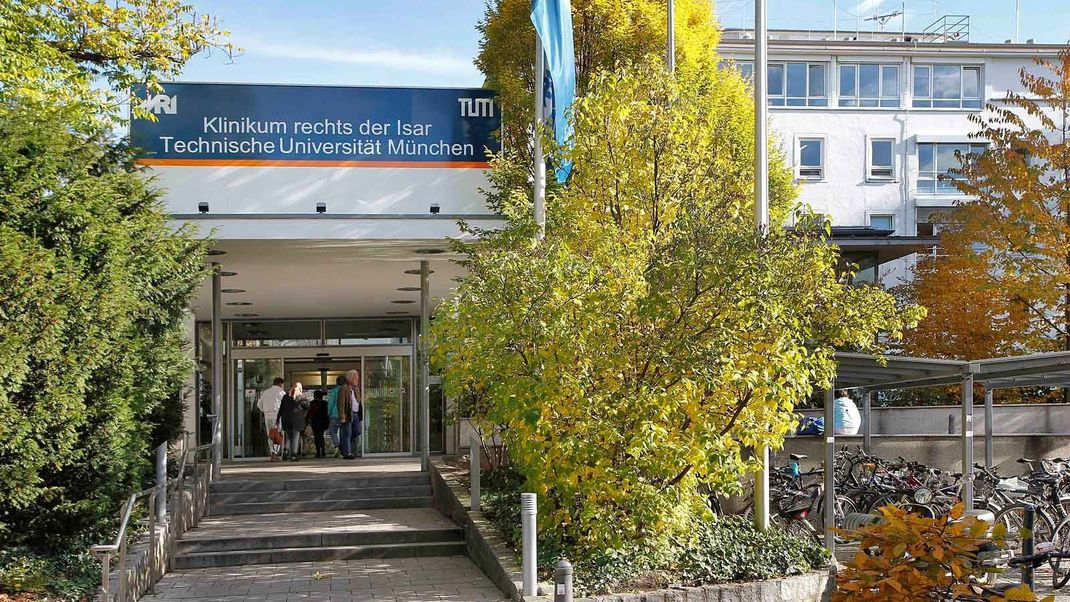 MRI
TUM
Klinikum rechts der Isar
Technische Universität München